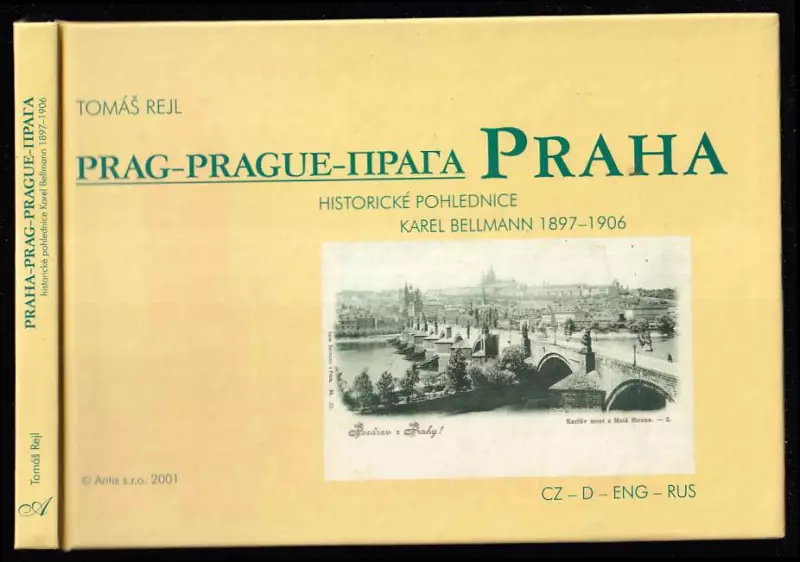 PRAHA-PRAG-PRAGUE-ПРАГА
historické pohlednice Karel Bellmann 1897-1906
Tomáš Rejl
A
TOMÁŠ REJL
PRAG-PRAGUE-ПРАГА PRAHA
HISTORICKÉ POHLEDNICE
KAREL BELLMANN 1897–1906
Pozdrav z Prahy!
Karlův most a Malá Strana. — 2.
© Antis s.r.o. 2001
CZ – D – ENG – RUS